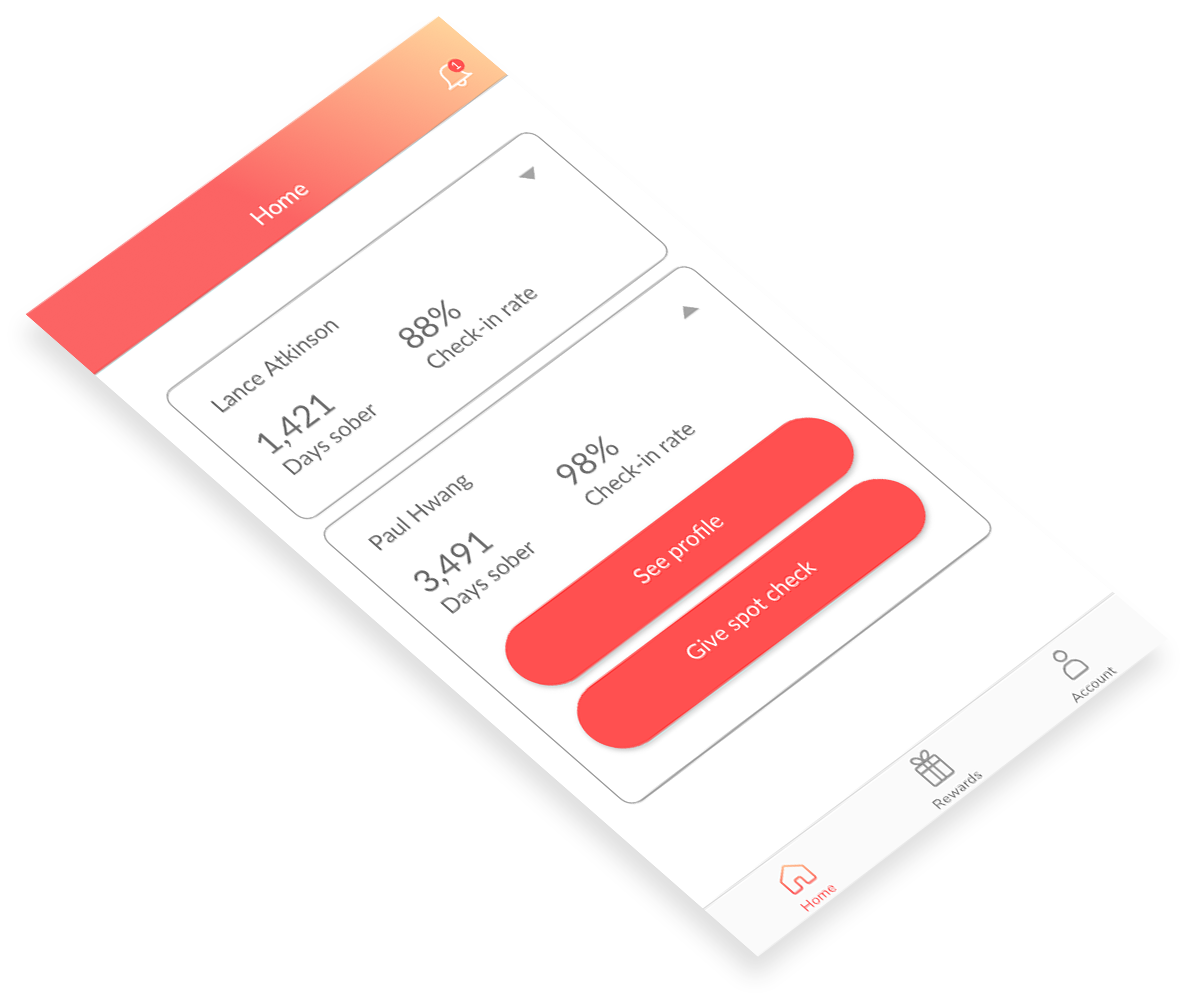 1
Home
Lance Atkinson
1,421
Days sober
88%
Check-in rate
Paul Hwang
3,491
Days sober
98%
Check-in rate
See profile
Give spot check
Home
Rewards
Account